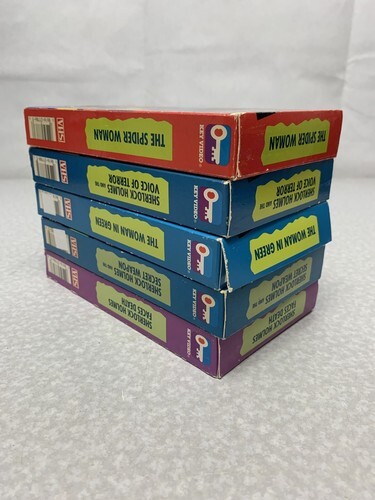 THE SPIDER WOMAN
KEY VIDEO
VHS
THE SPIDER WOMAN
SHERLOCK HOLMES
AND THE
VOICE OF TERROR
KEY VIDEO
VHS
SHERLOCK HOLMES
AND THE
VOICE OF TERROR
THE WOMAN IN GREEN
KEY VIDEO
VHS
THE WOMAN IN GREEN
SHERLOCK HOLMES
AND THE
SECRET WEAPON
KEY VIDEO
VHS
SHERLOCK HOLMES
AND THE
SECRET WEAPON
SHERLOCK HOLMES
FACES DEATH
KEY VIDEO
VHS
SHERLOCK HOLMES
FACES DEATH